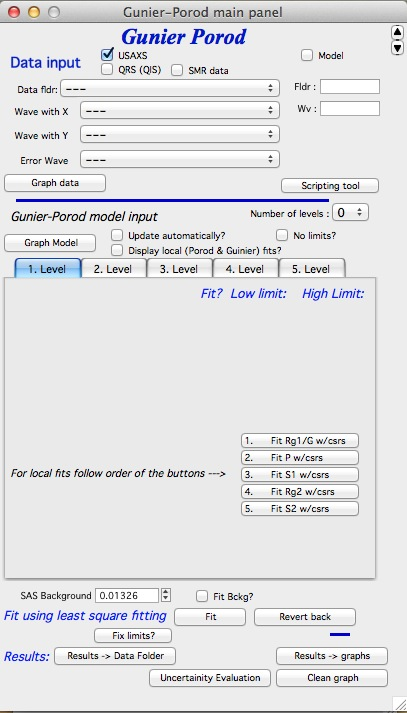 Gunier-Porod main panel
Gunier Porod
Data input
USAXS
Model
QRS (QIS)
SMR data
Data fldr: ---
Fldr :
Wave with X ---
Wv :
Wave with Y ---
Error Wave ---
Graph data
Scripting tool
Gunier-Porod model input
Number of levels : 0
Graph Model
Update automatically?
No limits?
Display local (Porod & Guinier) fits?
1. Level
2. Level
3. Level
4. Level
5. Level
Fit? Low limit: High Limit:
1. Fit Rg1/G w/csrs
2. Fit P w/csrs
For local fits follow order of the buttons --->
3. Fit S1 w/csrs
4. Fit Rg2 w/csrs
5. Fit S2 w/csrs
SAS Background 0.01326
Fit Bckg?
Fit using least square fitting
Fit
Revert back
Fix limits?
Results:
Results -> Data Folder
Results -> graphs
Uncertainity Evaluation
Clean graph